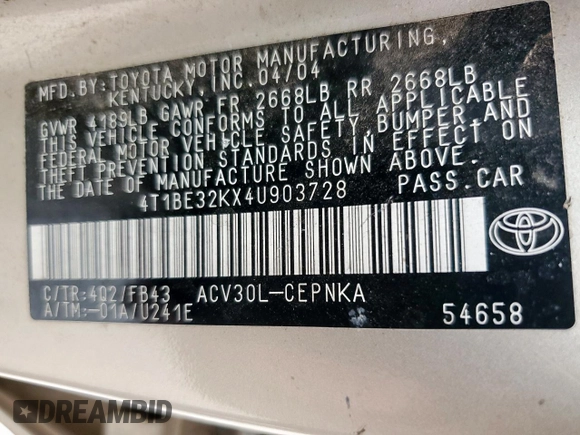 MFD.BY:TOYOTA MOTOR MANUFACTURING,
KENTUCKY,INC.04/04
GVWR 4189LB GAWR FR 2668LB RR 2668LB
THIS VEHICLE CONFORMS TO ALL APPLICABLE
FEDERAL MOTOR VEHICLE SAFETY,BUMPER,AND
THEFT PREVENTION STANDARDS IN EFFECT ON
THE DATE OF MANUFACTURE SHOWN ABOVE.
4T1BE32KX4U903728 PASS.CAR
C/TR:4Q2/FB43 ACV30L-CEPNKA
A/TM:-01A/U241E 54658
DREAMBID